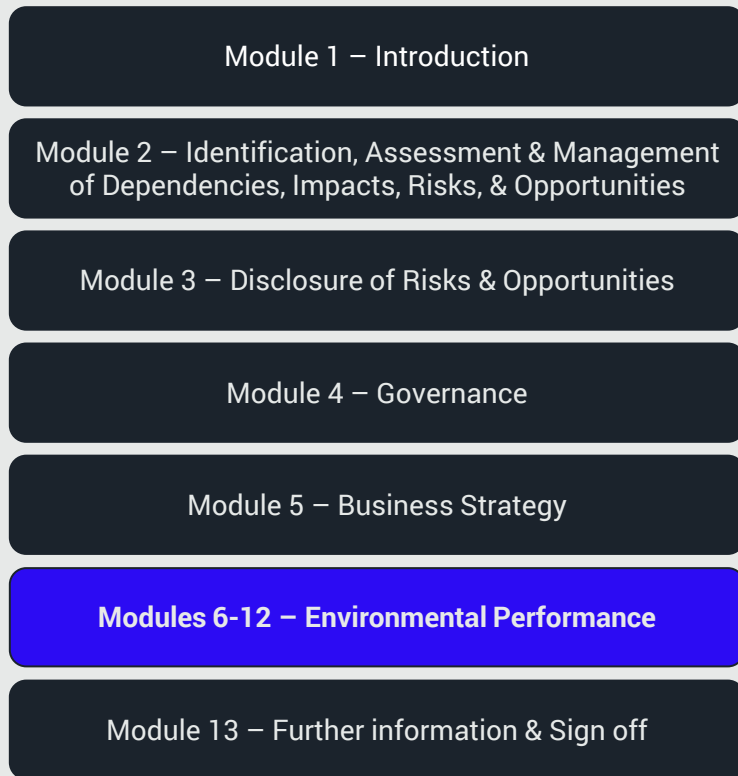 Module 1 – Introduction
Module 2 – Identification, Assessment & Management
of Dependencies, Impacts, Risks, & Opportunities
Module 3 – Disclosure of Risks & Opportunities
Module 4 – Governance
Module 5 – Business Strategy
Modules 6-12 – Environmental Performance
Module 13 – Further information & Sign off